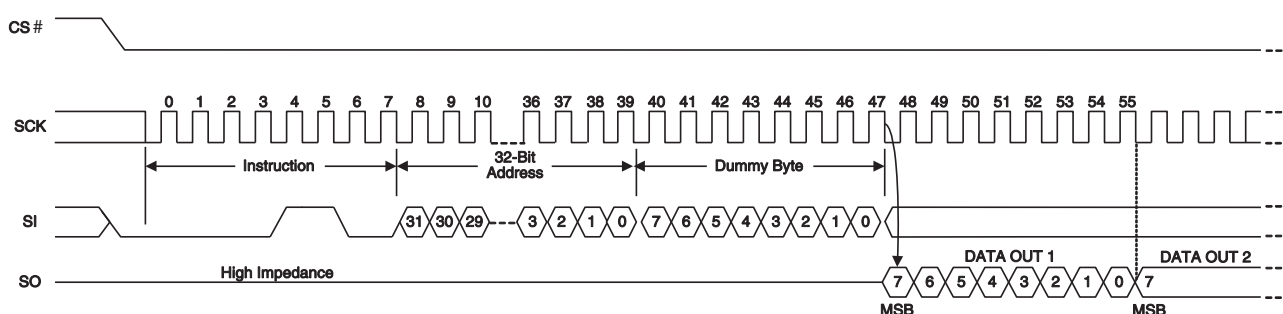 CS #
0 1 2 3 4 5 6 7 8 9 10 36 37 38 39 40 41 42 43 44 45 46 47 48 49 50 51 52 53 54 55
SCK
Instruction 32-Bit Address Dummy Byte
SI 31 30 29 3 2 1 0 7 6 5 4 3 2 1 0
DATA OUT 1 DATA OUT 2
High Impedance
SO 7 6 5 4 3 2 1 0 7
MSB MSB